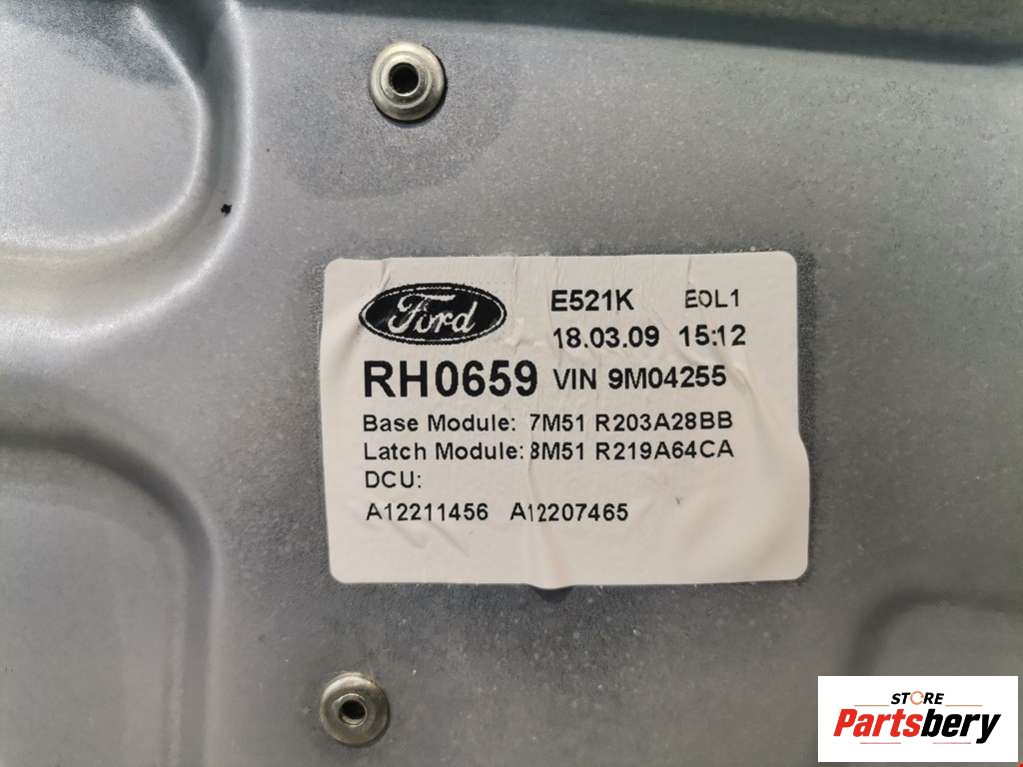 Ford
E521K EOL1
18.03.09 15:12
RH0659 VIN 9M04255
Base Module: 7M51 R203A28BB
Latch Module: 8M51 R219A64CA
DCU:
A12211456 A12207465
STORE
Partsbery